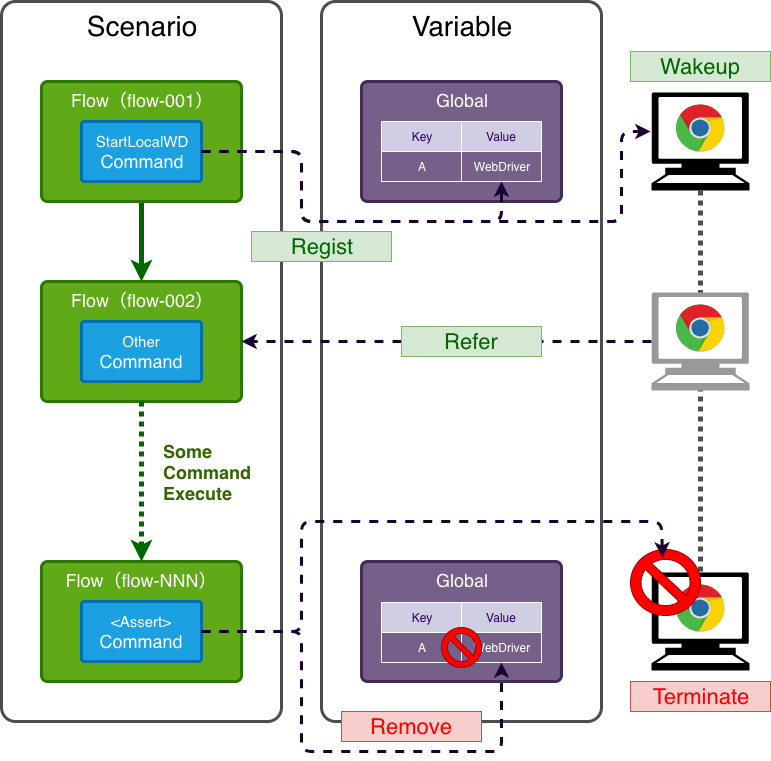 Scenario
Variable
Wakeup
Flow（flow-001）
StartLocalWD
Command
Global
Key Value
A WebDriver
Regist
Flow（flow-002）
Other
Command
Refer
Some
Command
Execute
Flow（flow-NNN）
<Assert>
Command
Global
Key Value
A WebDriver
Remove
Terminate